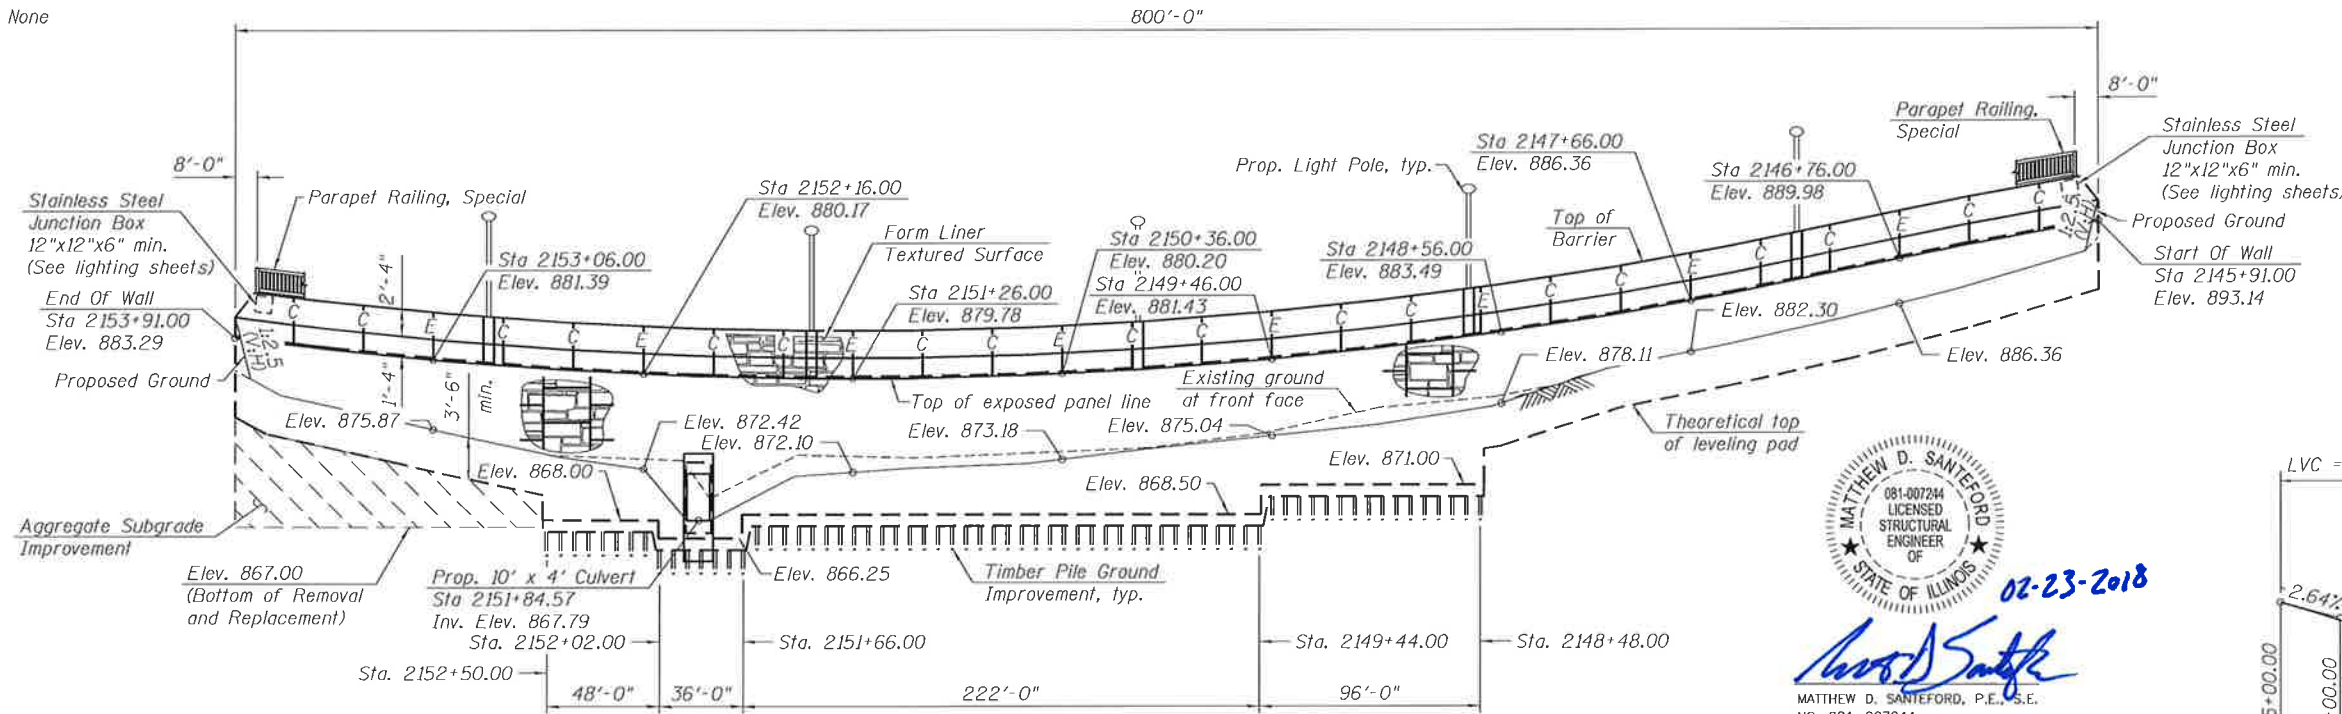 None
800'-0"
8'-0"
8'-0"
Parapet Railing,
Special
Stainless Steel
Junction Box
12"x12"x6" min.
(See lighting sheets)
Proposed Ground
Start Of Wall
Sta 2145+91.00
Elev. 893.14
Sta 2147+66.00
Elev. 886.36
Sta 2146+76.00
Elev. 889.98
Prop. Light Pole, typ.
Top of
Barrier
Stainless Steel
Junction Box
12"x12"x6" min.
(See lighting sheets)
Parapet Railing, Special
End Of Wall
Sta 2153+91.00
Elev. 883.29
Proposed Ground
1:2.5
(V:H)
1:2.5
(V:H)
Sta 2153+06.00
Elev. 881.39
Sta 2152+16.00
Elev. 880.17
Form Liner
Textured Surface
Sta 2151+26.00
Elev. 879.78
Sta 2150+36.00
Elev. 880.20
Sta 2149+46.00
Elev. 881.43
Sta 2148+56.00
Elev. 883.49
2'-4"
1'-4"
3'-6"
min.
C C E C C E C C E C C E C C E C C E C C E C C E C C
Elev. 882.30
Elev. 886.36
Elev. 878.11
Existing ground
at front face
Top of exposed panel line
Theoretical top
of leveling pad
Elev. 875.87
Elev. 872.42
Elev. 872.10
Elev. 873.18
Elev. 875.04
Elev. 868.00
Elev. 868.50
Elev. 871.00
Aggregate Subgrade
Improvement
Elev. 867.00
(Bottom of Removal
and Replacement)
Prop. 10' x 4' Culvert
Sta 2151+84.57
Inv. Elev. 867.79
Elev. 866.25
Timber Pile Ground
Improvement, typ.
Sta. 2152+02.00
Sta. 2151+66.00
Sta. 2149+44.00
Sta. 2148+48.00
Sta. 2152+50.00
48'-0"
36'-0"
222'-0"
96'-0"
MATTHEW D. SANTEFORD
081-007244
LICENSED
STRUCTURAL
ENGINEER
OF
STATE OF ILLINOIS
02-23-2018
MATTHEW D. SANTEFORD, P.E., S.E.
LVC =
2.64%
5+00.00
00.00